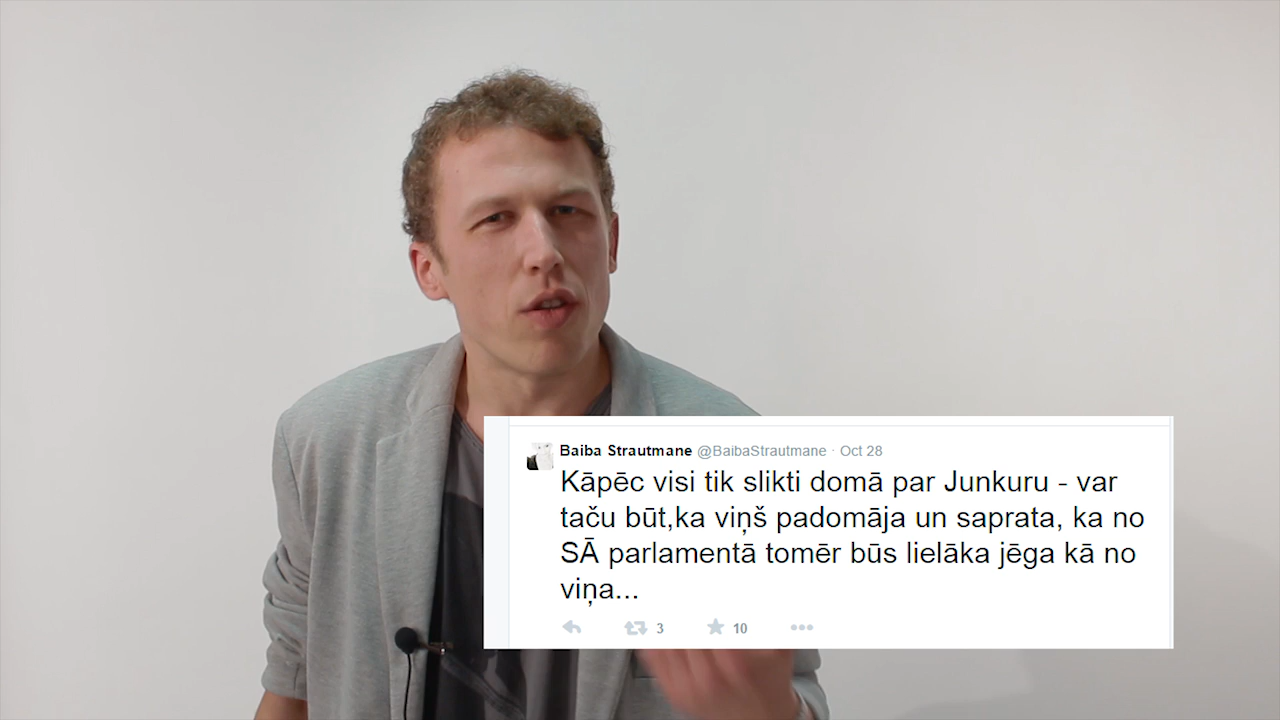 Baiba Strautmane @BaibaStrautmane · Oct 28
Kāpēc visi tik slikti domā par Junkuru - var
taču būt,ka viņš padomāja un saprata, ka no
SĀ parlamentā tomēr būs lielāka jēga kā no
viņa...
3 10